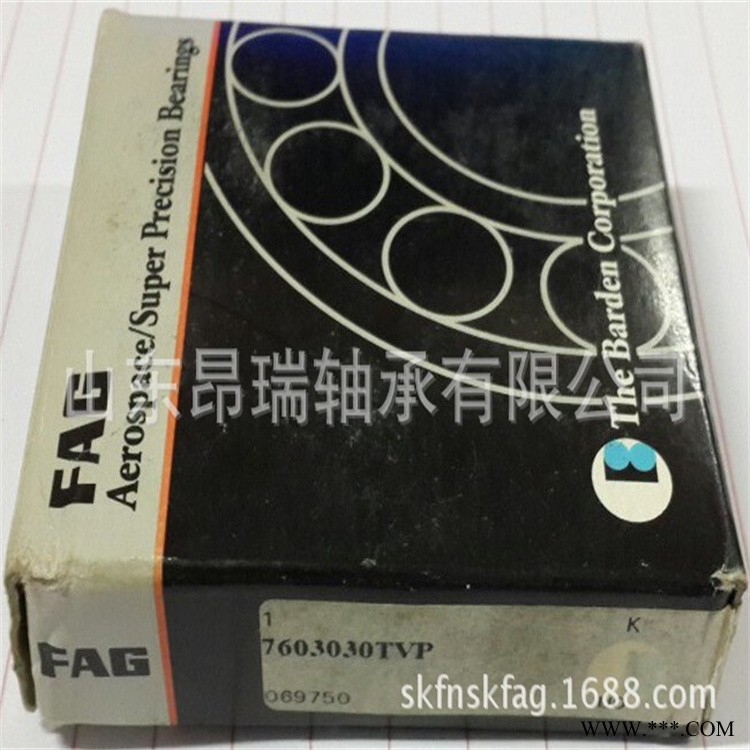 FAG
Aerospace/Super Precision Bearings
The Barden Corporation
B
山东昂瑞轴承有限公司
FAG
1
K
7603030TVP
069750
skfnskfag.1688.com
www.***.com